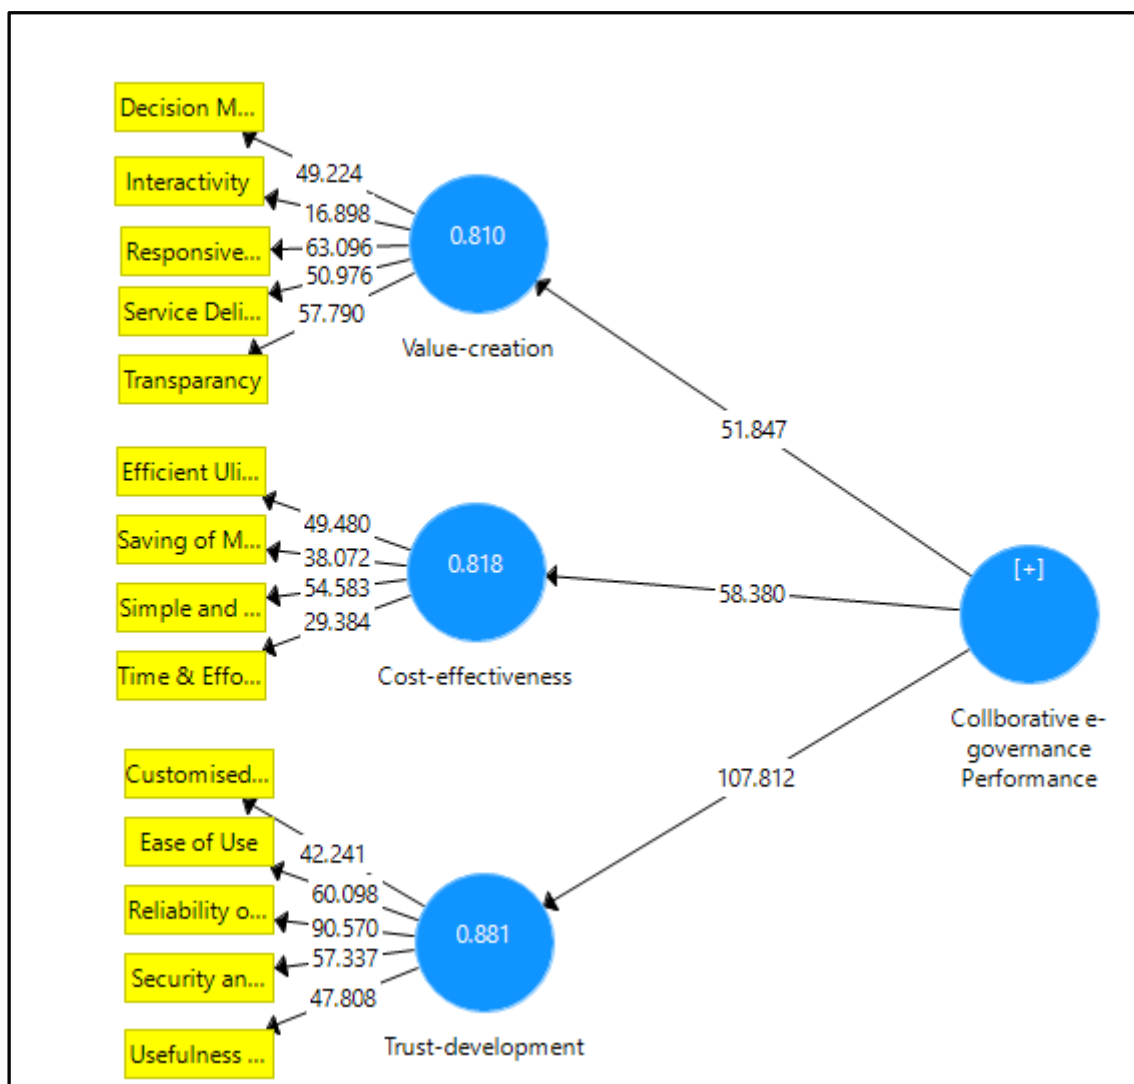 Decision M...
49.224
Interactivity
16.898
Responsive...
63.096
Service Deli...
50.976
Transparancy
57.790
0.810
Value-creation
51.847
Efficient Uli...
49.480
Saving of M...
38.072
Simple and ...
54.583
Time & Effo...
29.384
0.818
Cost-effectiveness
58.380
[+]
Collborative e-
governance
Performance
107.812
Customised...
42.241
Ease of Use
60.098
Reliability o...
90.570
Security an...
57.337
Usefulness ...
47.808
0.881
Trust-development